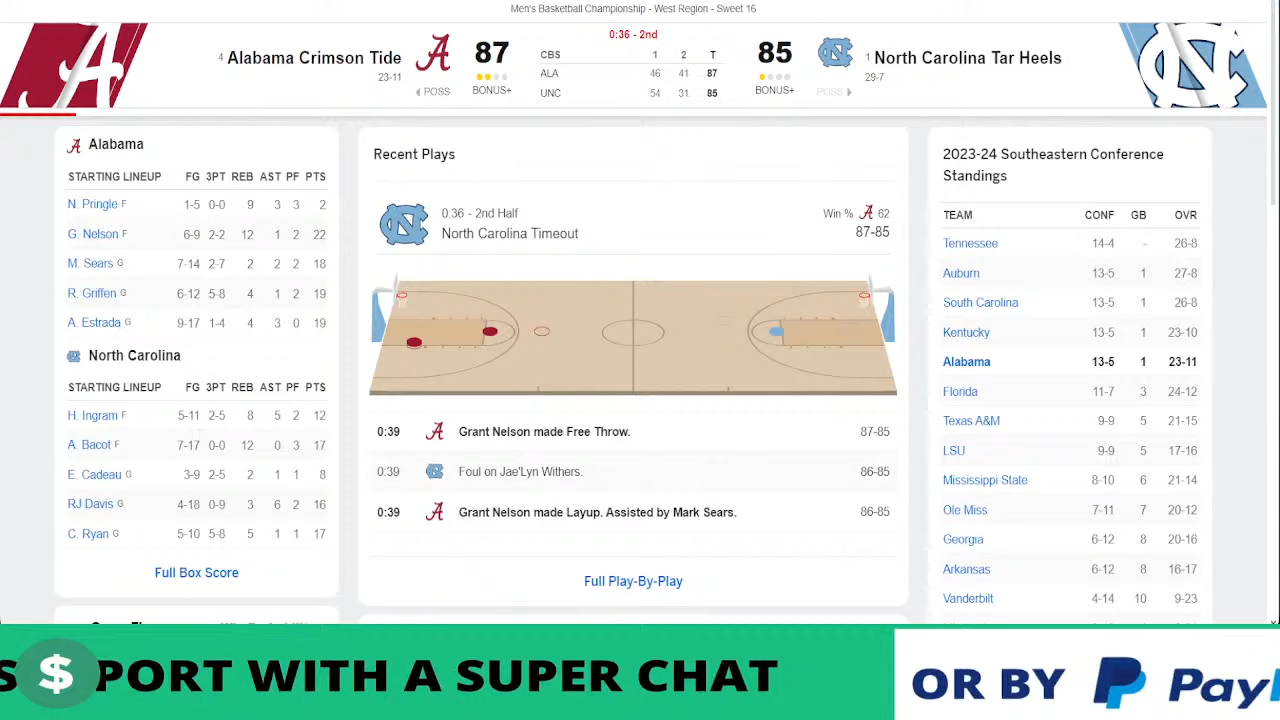 Men's Basketball Championship - West Region - Sweet 16
4 Alabama Crimson Tide
23-11
87
POSS
BONUS+
0:36 - 2nd
CBS 1 2 T
ALA 46 41 87
UNC 54 31 85
85
BONUS+
1 North Carolina Tar Heels
29-7
POSS
Alabama
STARTING LINEUP FG 3PT REB AST PF PTS
N. Pringle F 1-5 0-0 9 3 3 2
G. Nelson F 6-9 2-2 12 1 2 22
M. Sears G 7-14 2-7 2 2 2 18
R. Griffen G 6-12 5-8 4 1 2 19
A. Estrada G 9-17 1-4 4 3 0 19
North Carolina
STARTING LINEUP FG 3PT REB AST PF PTS
H. Ingram F 5-11 2-5 8 5 2 12
A. Bacot F 7-17 0-0 12 0 3 17
E. Cadeau G 3-9 2-5 2 1 1 8
RJ Davis G 4-18 0-9 3 6 2 16
C. Ryan G 5-10 5-8 5 1 1 17
Full Box Score
Recent Plays
0:36 - 2nd Half
North Carolina Timeout
Win % 62
87-85
0:39 Grant Nelson made Free Throw. 87-85
0:39 Foul on Jae'Lyn Withers. 86-85
0:39 Grant Nelson made Layup. Assisted by Mark Sears. 86-85
Full Play-By-Play
2023-24 Southeastern Conference
Standings
TEAM CONF GB OVR
Tennessee 14-4 - 26-8
Auburn 13-5 1 27-8
South Carolina 13-5 1 26-8
Kentucky 13-5 1 23-10
Alabama 13-5 1 23-11
Florida 11-7 3 24-12
Texas A&M 9-9 5 21-15
LSU 9-9 5 17-16
Mississippi State 8-10 6 21-14
Ole Miss 7-11 7 20-12
Georgia 6-12 8 20-16
Arkansas 6-12 8 16-17
Vanderbilt 4-14 10 9-23
S $ PORT WITH A SUPER CHAT
OR BY Pay